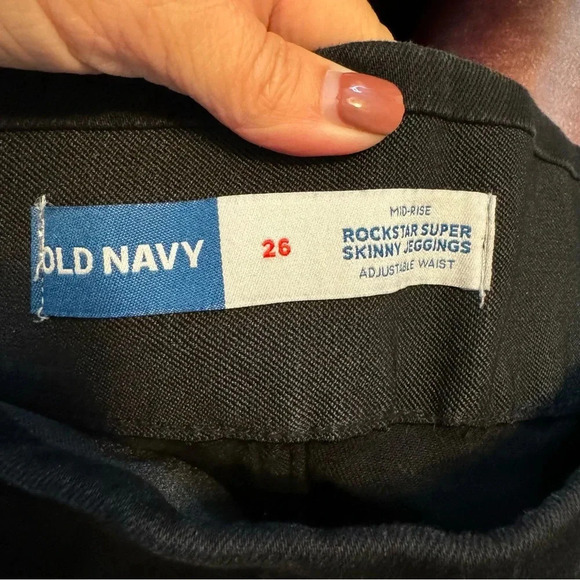 OLD NAVY
26
MID-RISE
ROCKSTAR SUPER
SKINNY JEGGINGS
ADJUSTABLE WAIST